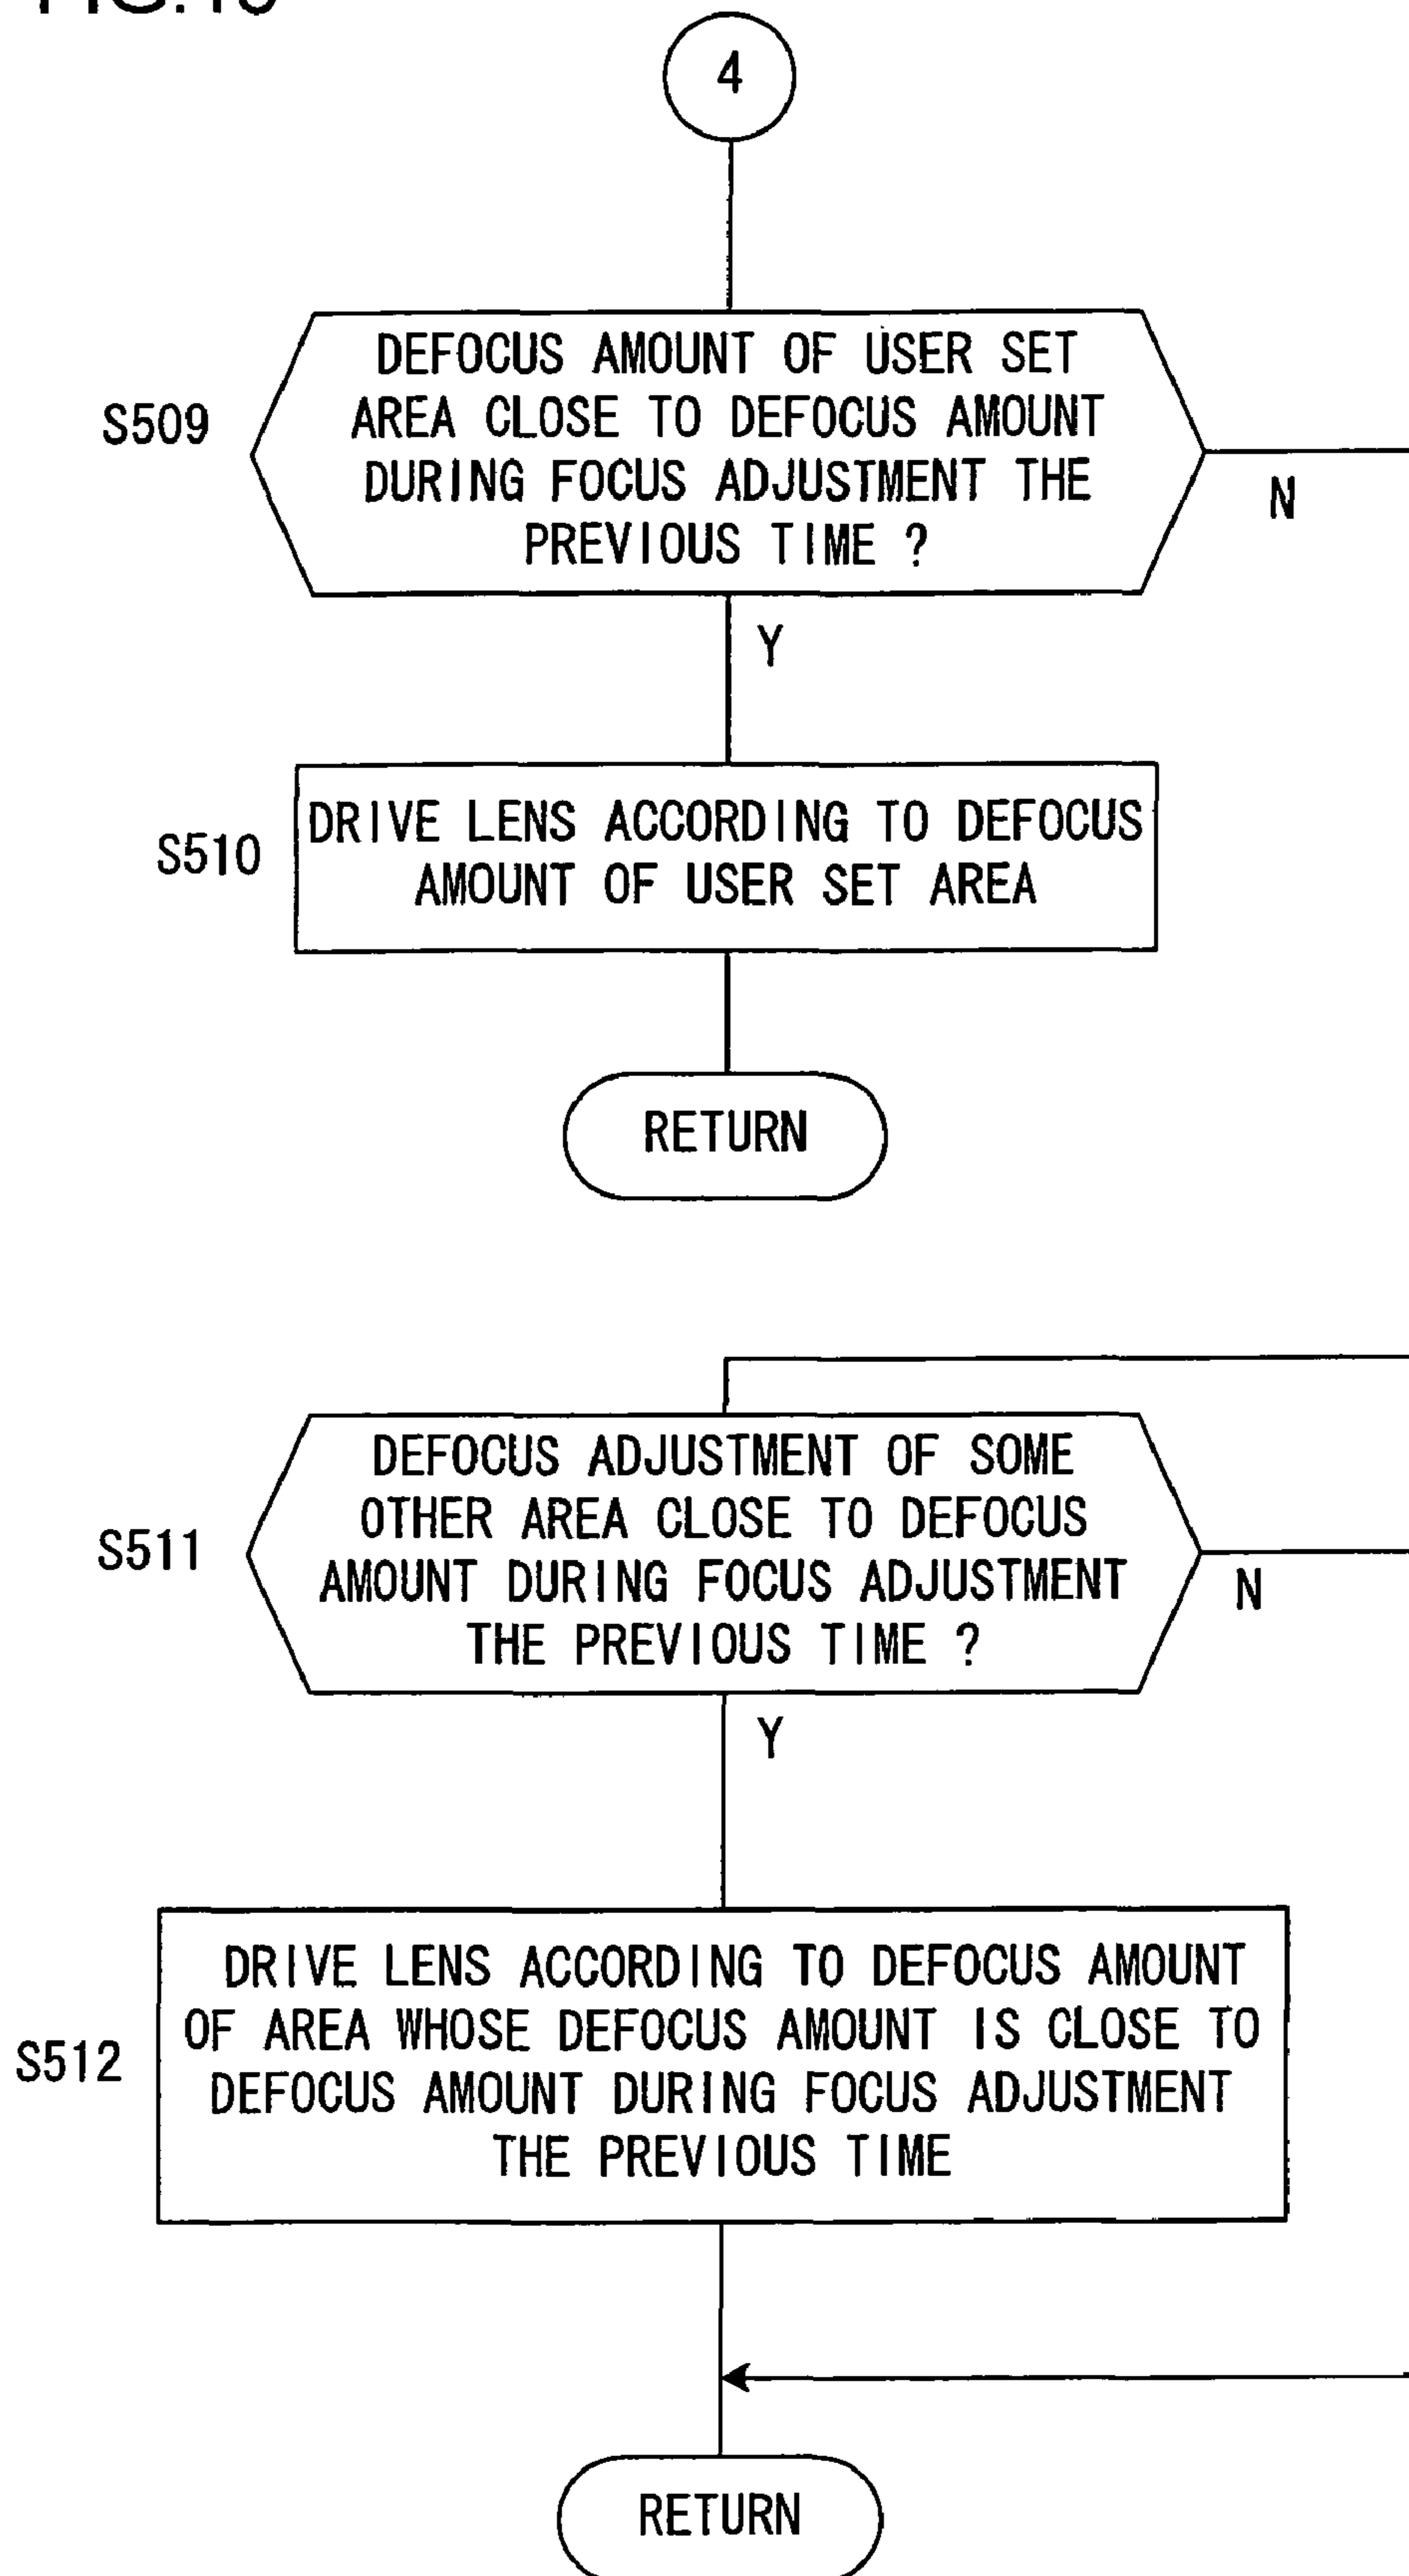 4
DEFOCUS AMOUNT OF USER SET
AREA CLOSE TO DEFOCUS AMOUNT
DURING FOCUS ADJUSTMENT THE
PREVIOUS TIME ?
S509
N
Y
DRIVE LENS ACCORDING TO DEFOCUS
AMOUNT OF USER SET AREA
S510
RETURN
DEFOCUS ADJUSTMENT OF SOME
OTHER AREA CLOSE TO DEFOCUS
AMOUNT DURING FOCUS ADJUSTMENT
THE PREVIOUS TIME ?
S511
N
Y
DRIVE LENS ACCORDING TO DEFOCUS AMOUNT
OF AREA WHOSE DEFOCUS AMOUNT IS CLOSE TO
DEFOCUS AMOUNT DURING FOCUS ADJUSTMENT
THE PREVIOUS TIME
S512
RETURN